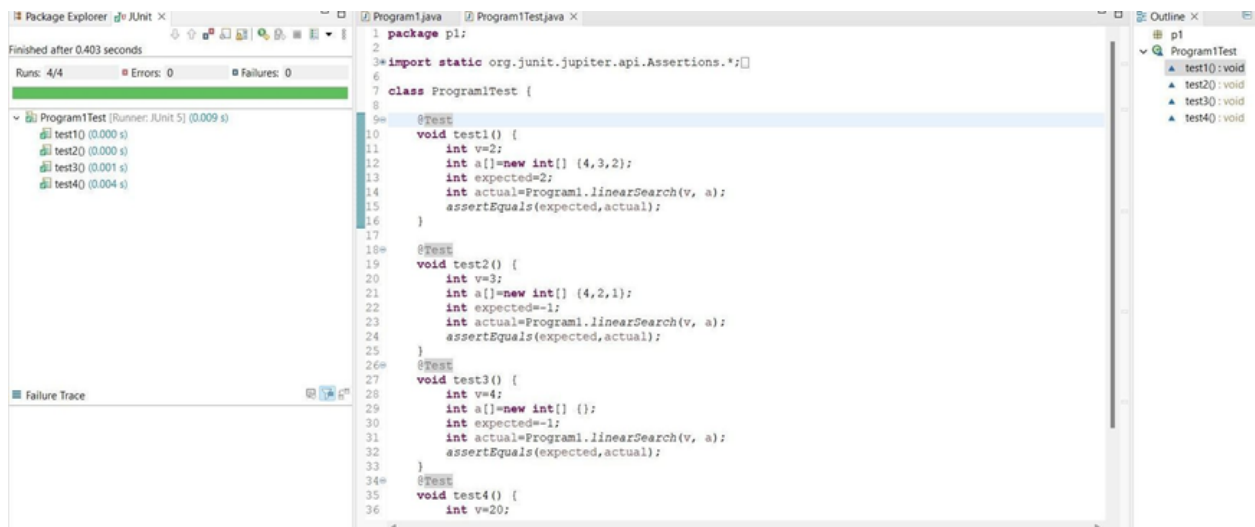 Package Explorer JUnit ×
Finished after 0.403 seconds
Runs: 4/4 Errors: 0 Failures: 0
Program1Test [Runner: JUnit 5] (0.009 s)
test1() (0.000 s)
test2() (0.000 s)
test3() (0.001 s)
test4() (0.004 s)
Failure Trace
Program1.java Program1Test.java ×
1 package p1;
2
3 import static org.junit.jupiter.api.Assertions.*;
6
7 class Program1Test {
8
9 @Test
10 void test1() {
11 int v=2;
12 int a[]=new int[] {4,3,2};
13 int expected=2;
14 int actual=Program1.linearSearch(v, a);
15 assertEquals(expected,actual);
16 }
17
18 @Test
19 void test2() {
20 int v=3;
21 int a[]=new int[] {4,2,1};
22 int expected=-1;
23 int actual=Program1.linearSearch(v, a);
24 assertEquals(expected,actual);
25 }
26 @Test
27 void test3() {
28 int v=4;
29 int a[]=new int[] {};
30 int expected=-1;
31 int actual=Program1.linearSearch(v, a);
32 assertEquals(expected,actual);
33 }
34 @Test
35 void test4() {
36 int v=20;
Outline ×
p1
Program1Test
test1() : void
test2() : void
test3() : void
test4() : void